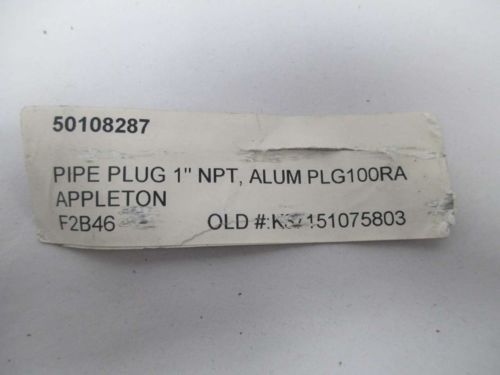 50108287
PIPE PLUG 1" NPT, ALUM PLG100RA
APPLETON
F2B46 OLD #: